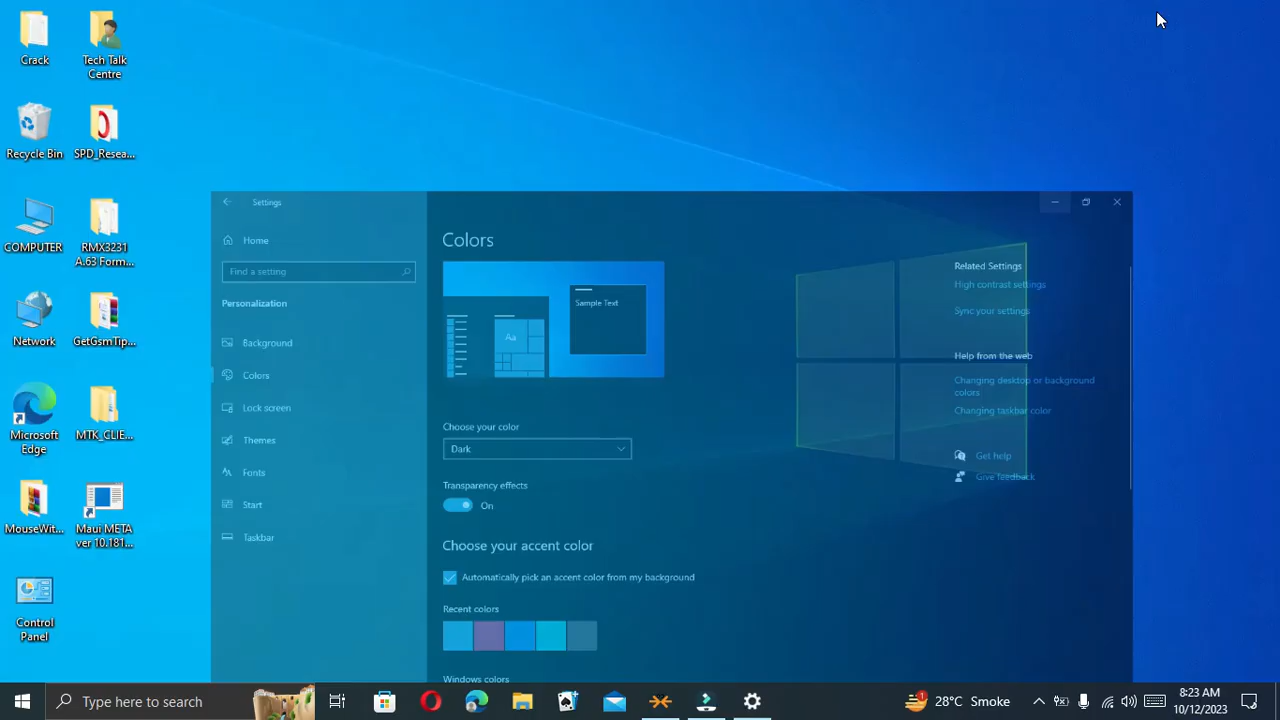 Crack
Tech Talk
Centre
Recycle Bin
SPD_Resea...
COMPUTER
RMX3231
A.63 Form...
Network
GetGsmTip...
Microsoft
Edge
MTK_CLIE...
MouseWit...
Maui META
ver 10.181...
Control
Panel
Settings
Home
Find a setting
Personalization
Background
Colors
Lock screen
Themes
Fonts
Start
Taskbar
Colors
Sample Text
Aa
Choose your color
Dark
Transparency effects
On
Choose your accent color
Automatically pick an accent color from my background
Recent colors
Windows colors
Related Settings
High contrast settings
Sync your settings
Help from the web
Changing desktop or background
colors
Changing taskbar color
Get help
Give feedback
Type here to search
1
28°C Smoke
10/12/2023